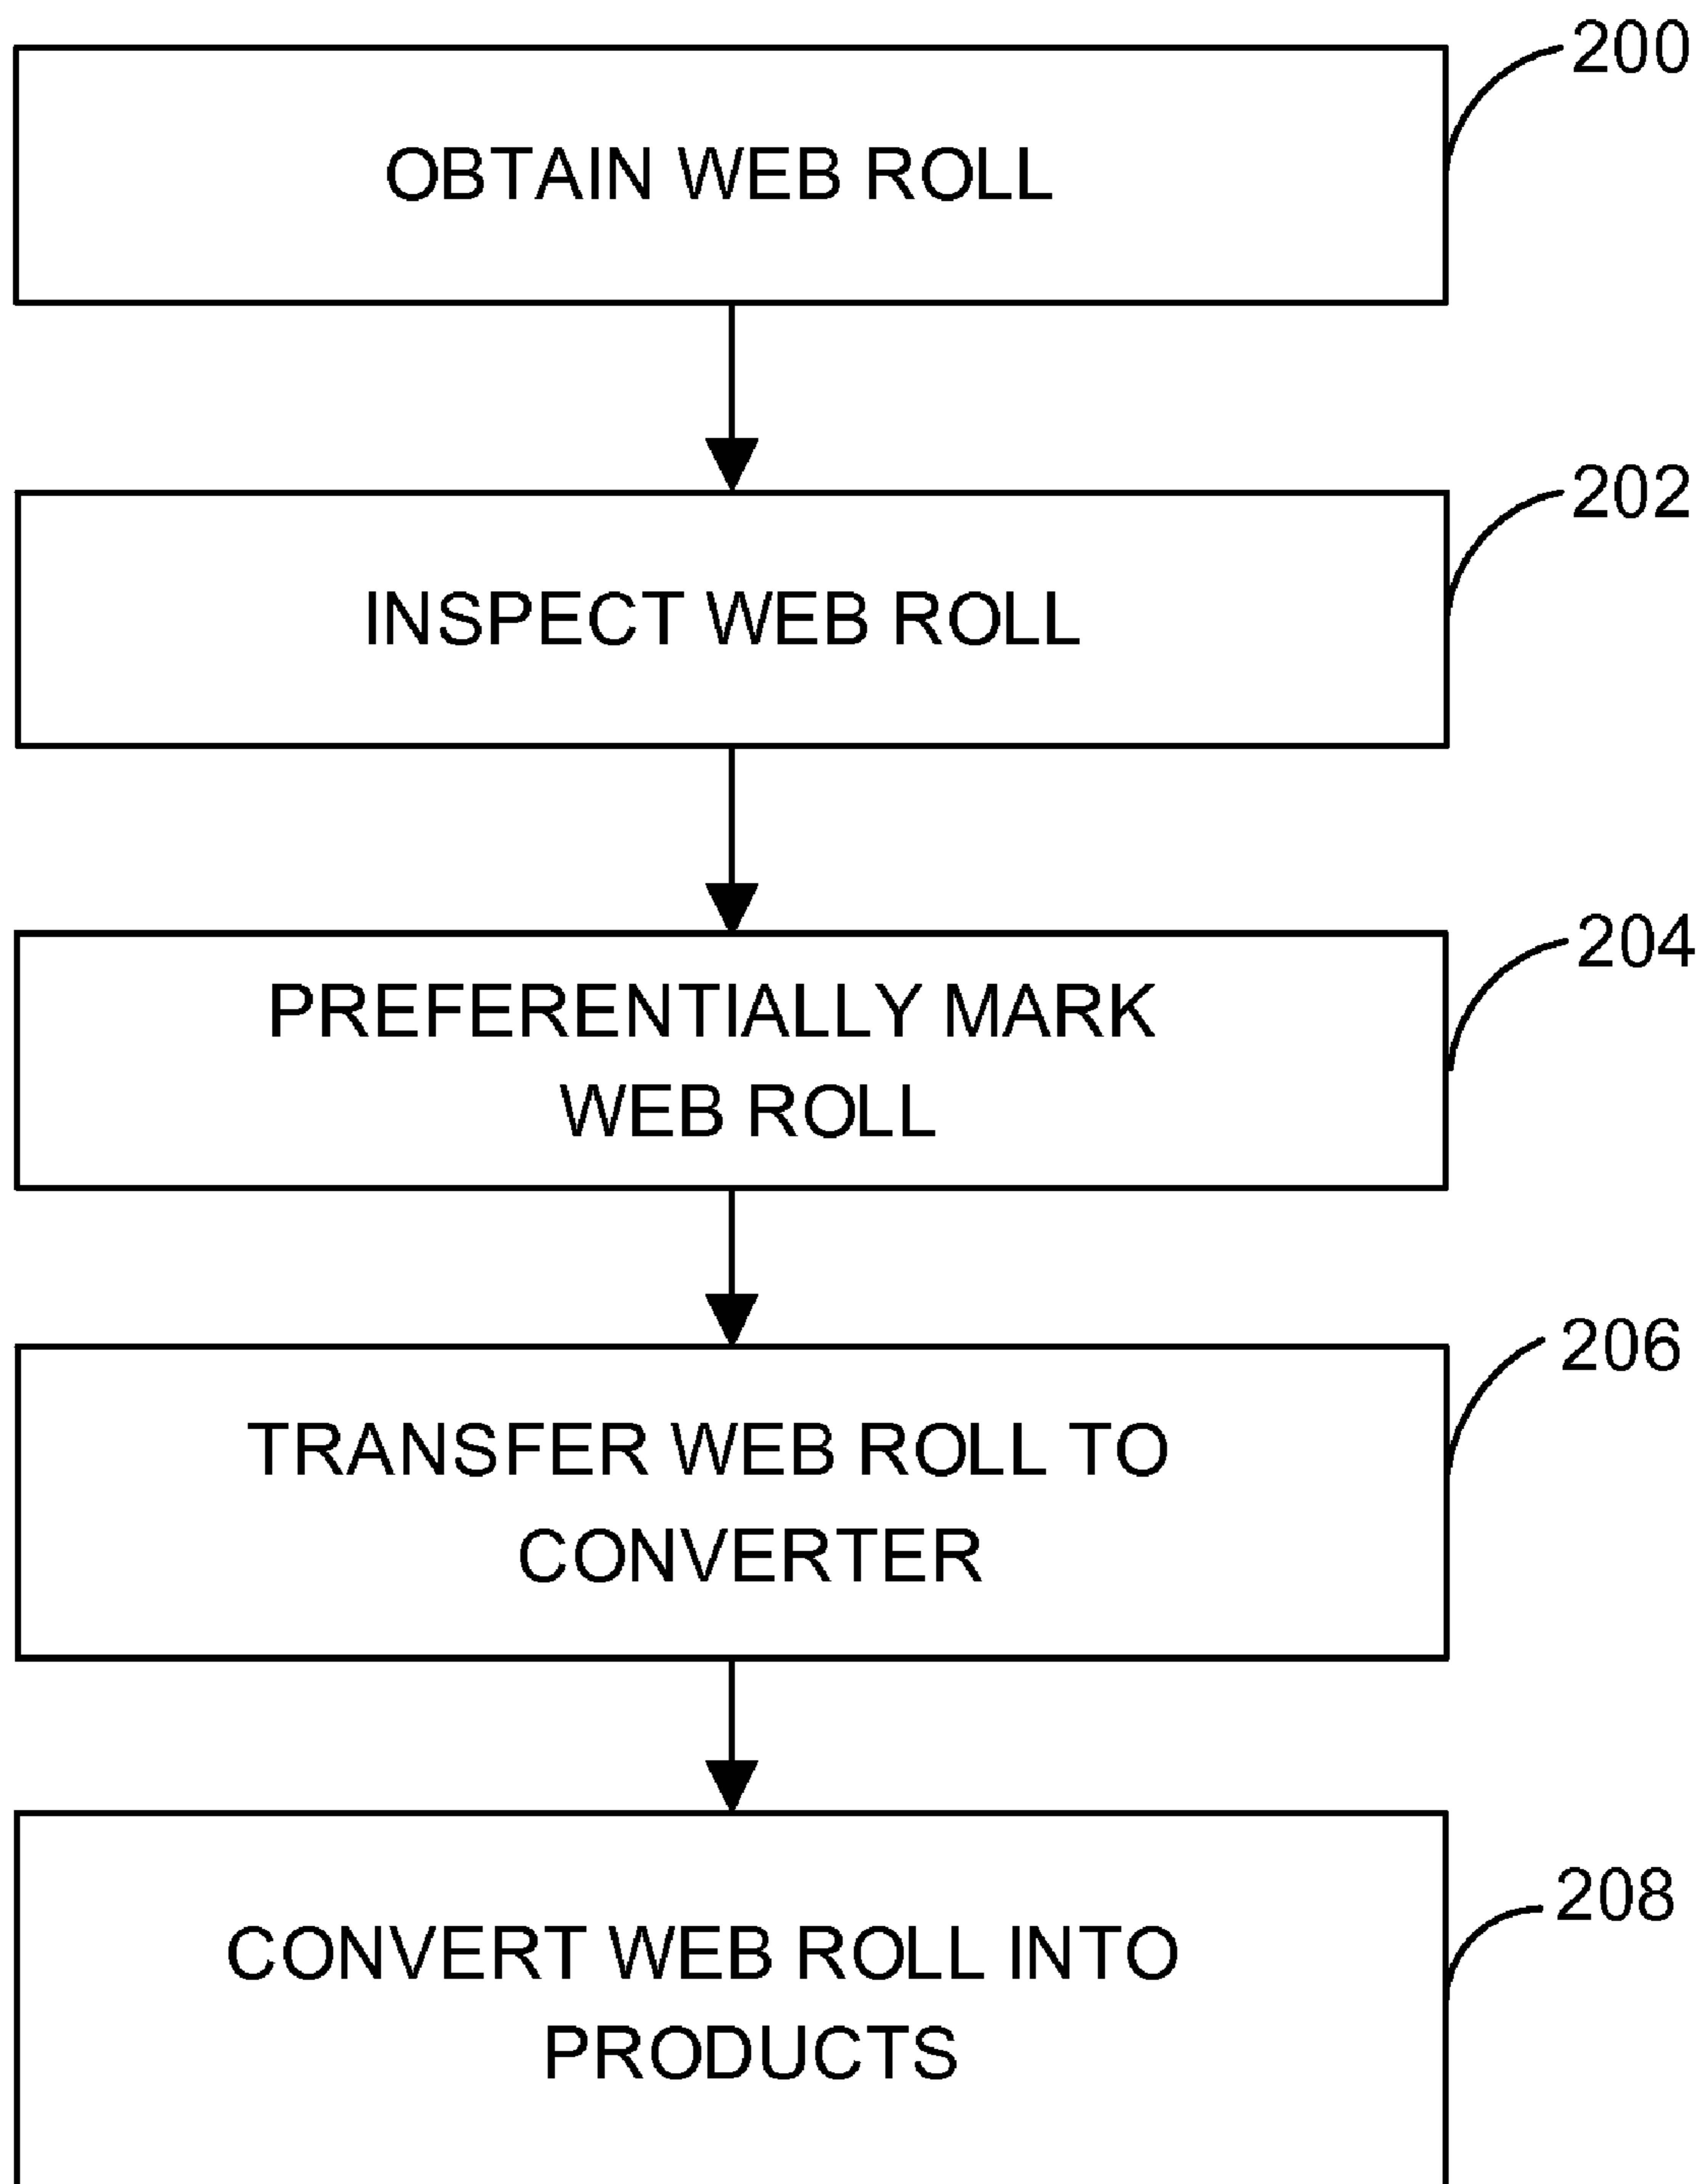 200
OBTAIN WEB ROLL
202
INSPECT WEB ROLL
204
PREFERENTIALLY MARK
WEB ROLL
206
TRANSFER WEB ROLL TO
CONVERTER
208
CONVERT WEB ROLL INTO
PRODUCTS